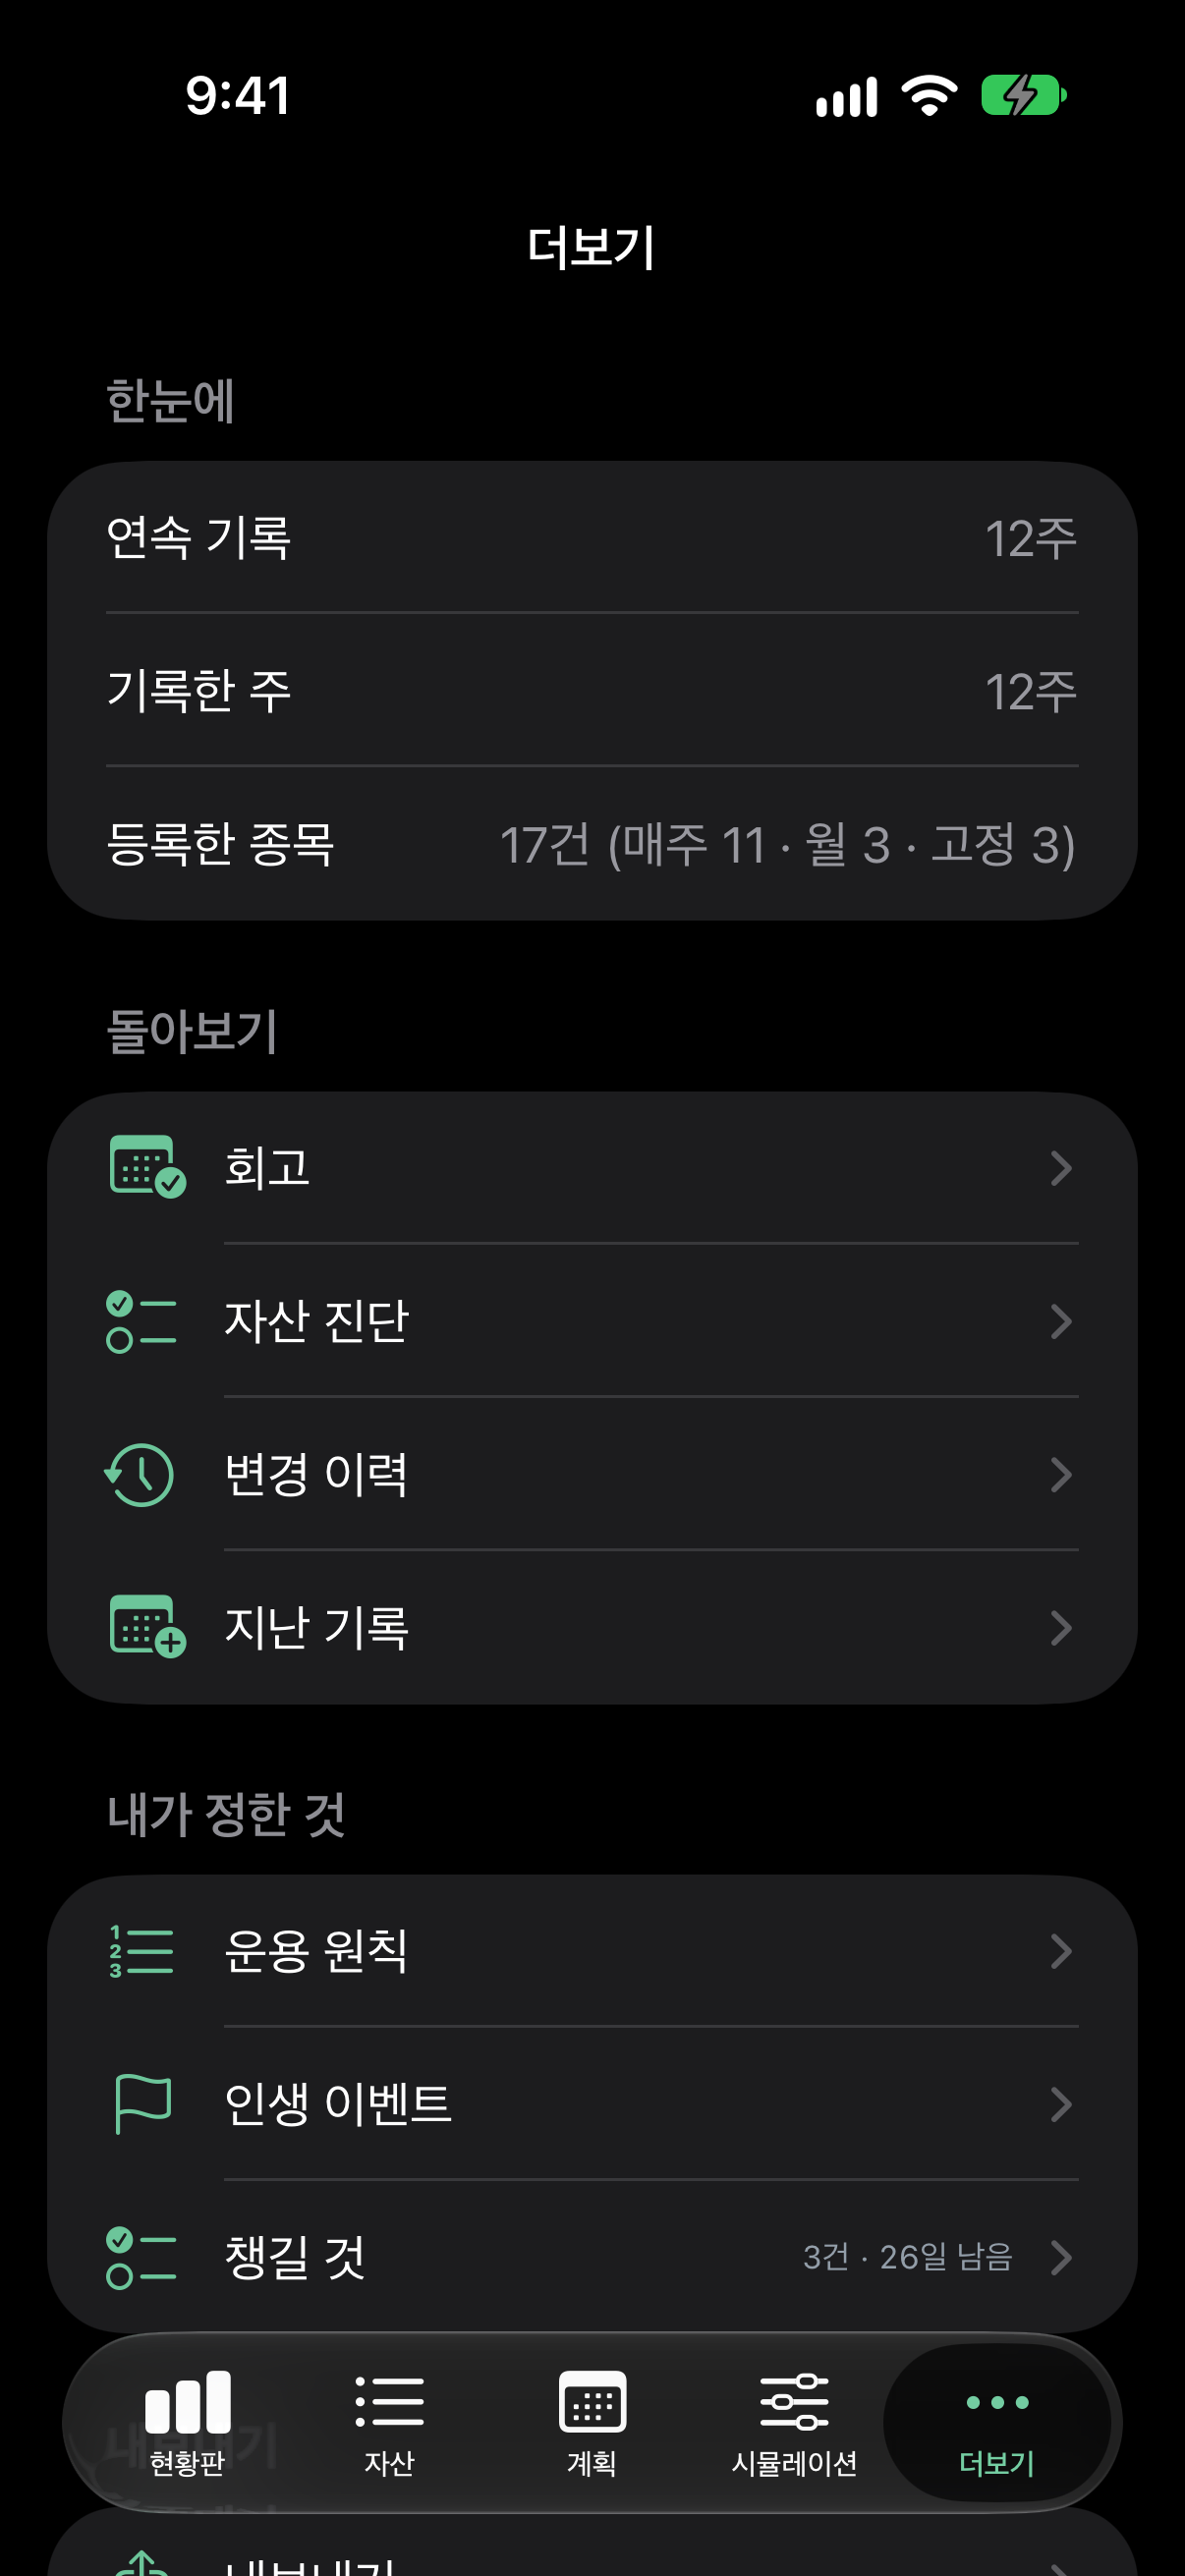 9:41
더보기
한눈에
연속 기록 12주
기록한 주 12주
등록한 종목 17건 (매주 11 · 월 3 · 고정 3)
돌아보기
회고
자산 진단
변경 이력
지난 기록
내가 정한 것
운용 원칙
인생 이벤트
챙길 것 3건 · 26일 남음
현황판 자산 계획 시뮬레이션 더보기